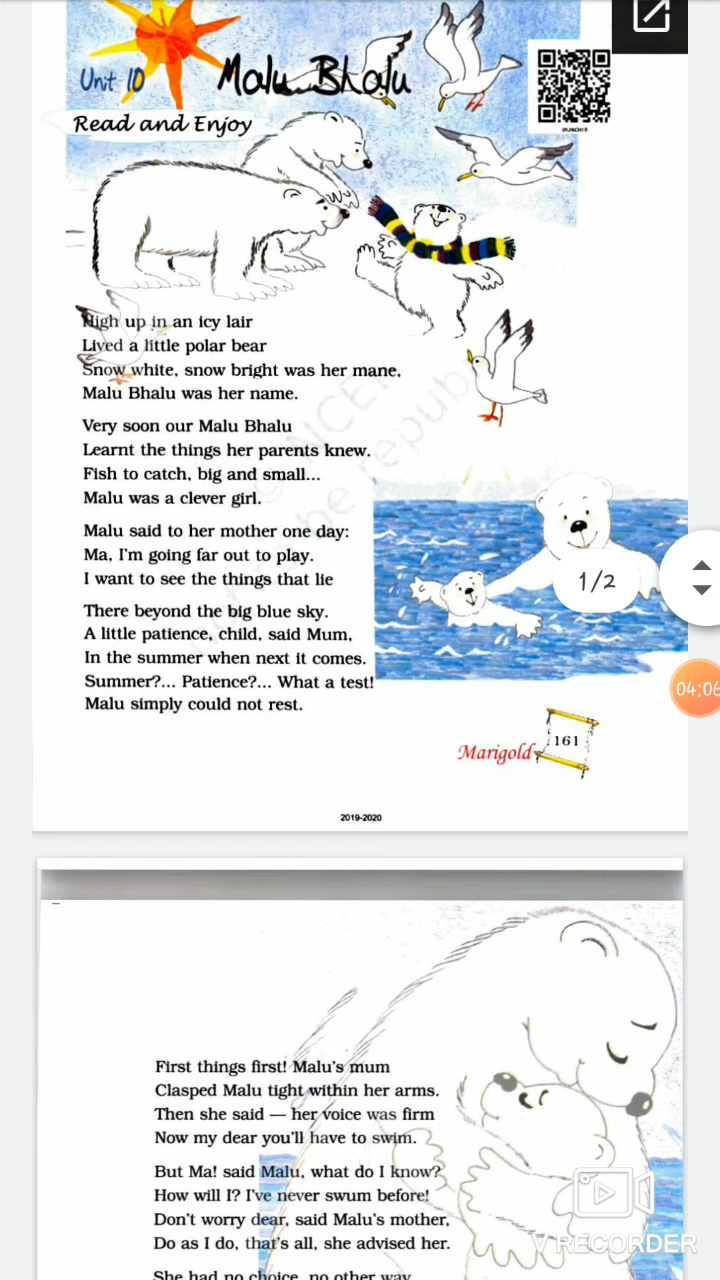 Unit 10
Malu Bhalu
Read and Enjoy
High up in an icy lair
Lived a little polar bear
Snow white, snow bright was her mane,
Malu Bhalu was her name.
Very soon our Malu Bhalu
Learnt the things her parents knew.
Fish to catch, big and small...
Malu was a clever girl.
Malu said to her mother one day:
Ma, I'm going far out to play.
I want to see the things that lie
There beyond the big blue sky.
A little patience, child, said Mum,
In the summer when next it comes.
Summer?... Patience?... What a test!
Malu simply could not rest.
1/2
04:06
Marigold 161
2019-2020
First things first! Malu's mum
Clasped Malu tight within her arms.
Then she said — her voice was firm
Now my dear you'll have to swim.
But Ma! said Malu, what do I know?
How will I? I've never swum before!
Don't worry dear, said Malu's mother,
Do as I do, that's all, she advised her.
She had no choice, no other way
V RECORDER